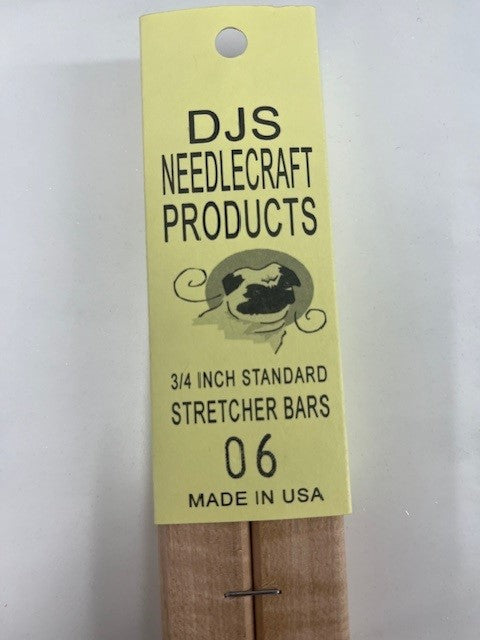 DJS
NEEDLECRAFT
PRODUCTS
3/4 INCH STANDARD
STRETCHER BARS
06
MADE IN USA